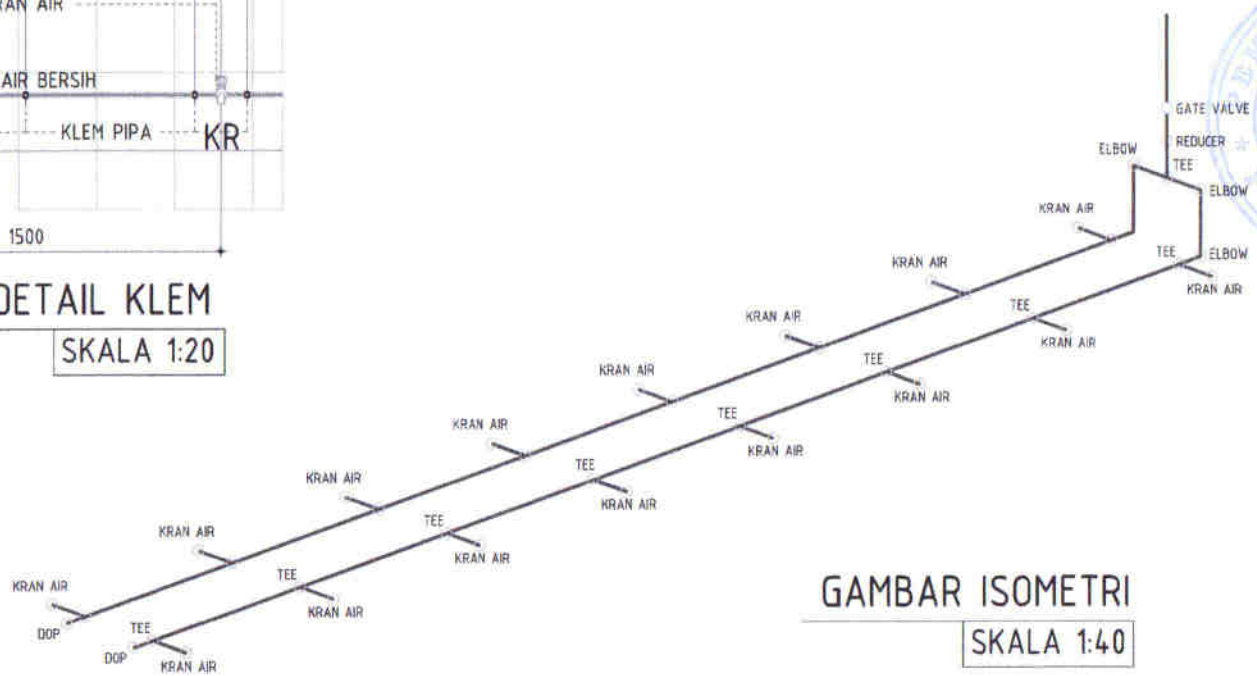 AIR
AIR BERSIH
KLEM PIPA
KR
1500
DETAIL KLEM
SKALA 1:20
GATE VALVE
REDUCER
TEE
ELBOW
ELBOW
ELBOW
KRAN AIR
KRAN AIR
KRAN AIR
KRAN AIR
KRAN AIR
KRAN AIR
KRAN AIR
KRAN AIR
DOP
TEE
KRAN AIR
TEE
KRAN AIR
TEE
KRAN AIR
TEE
KRAN AIR
TEE
KRAN AIR
TEE
KRAN AIR
TEE
KRAN AIR
TEE
KRAN AIR
DOP
GAMBAR ISOMETRI
SKALA 1:40